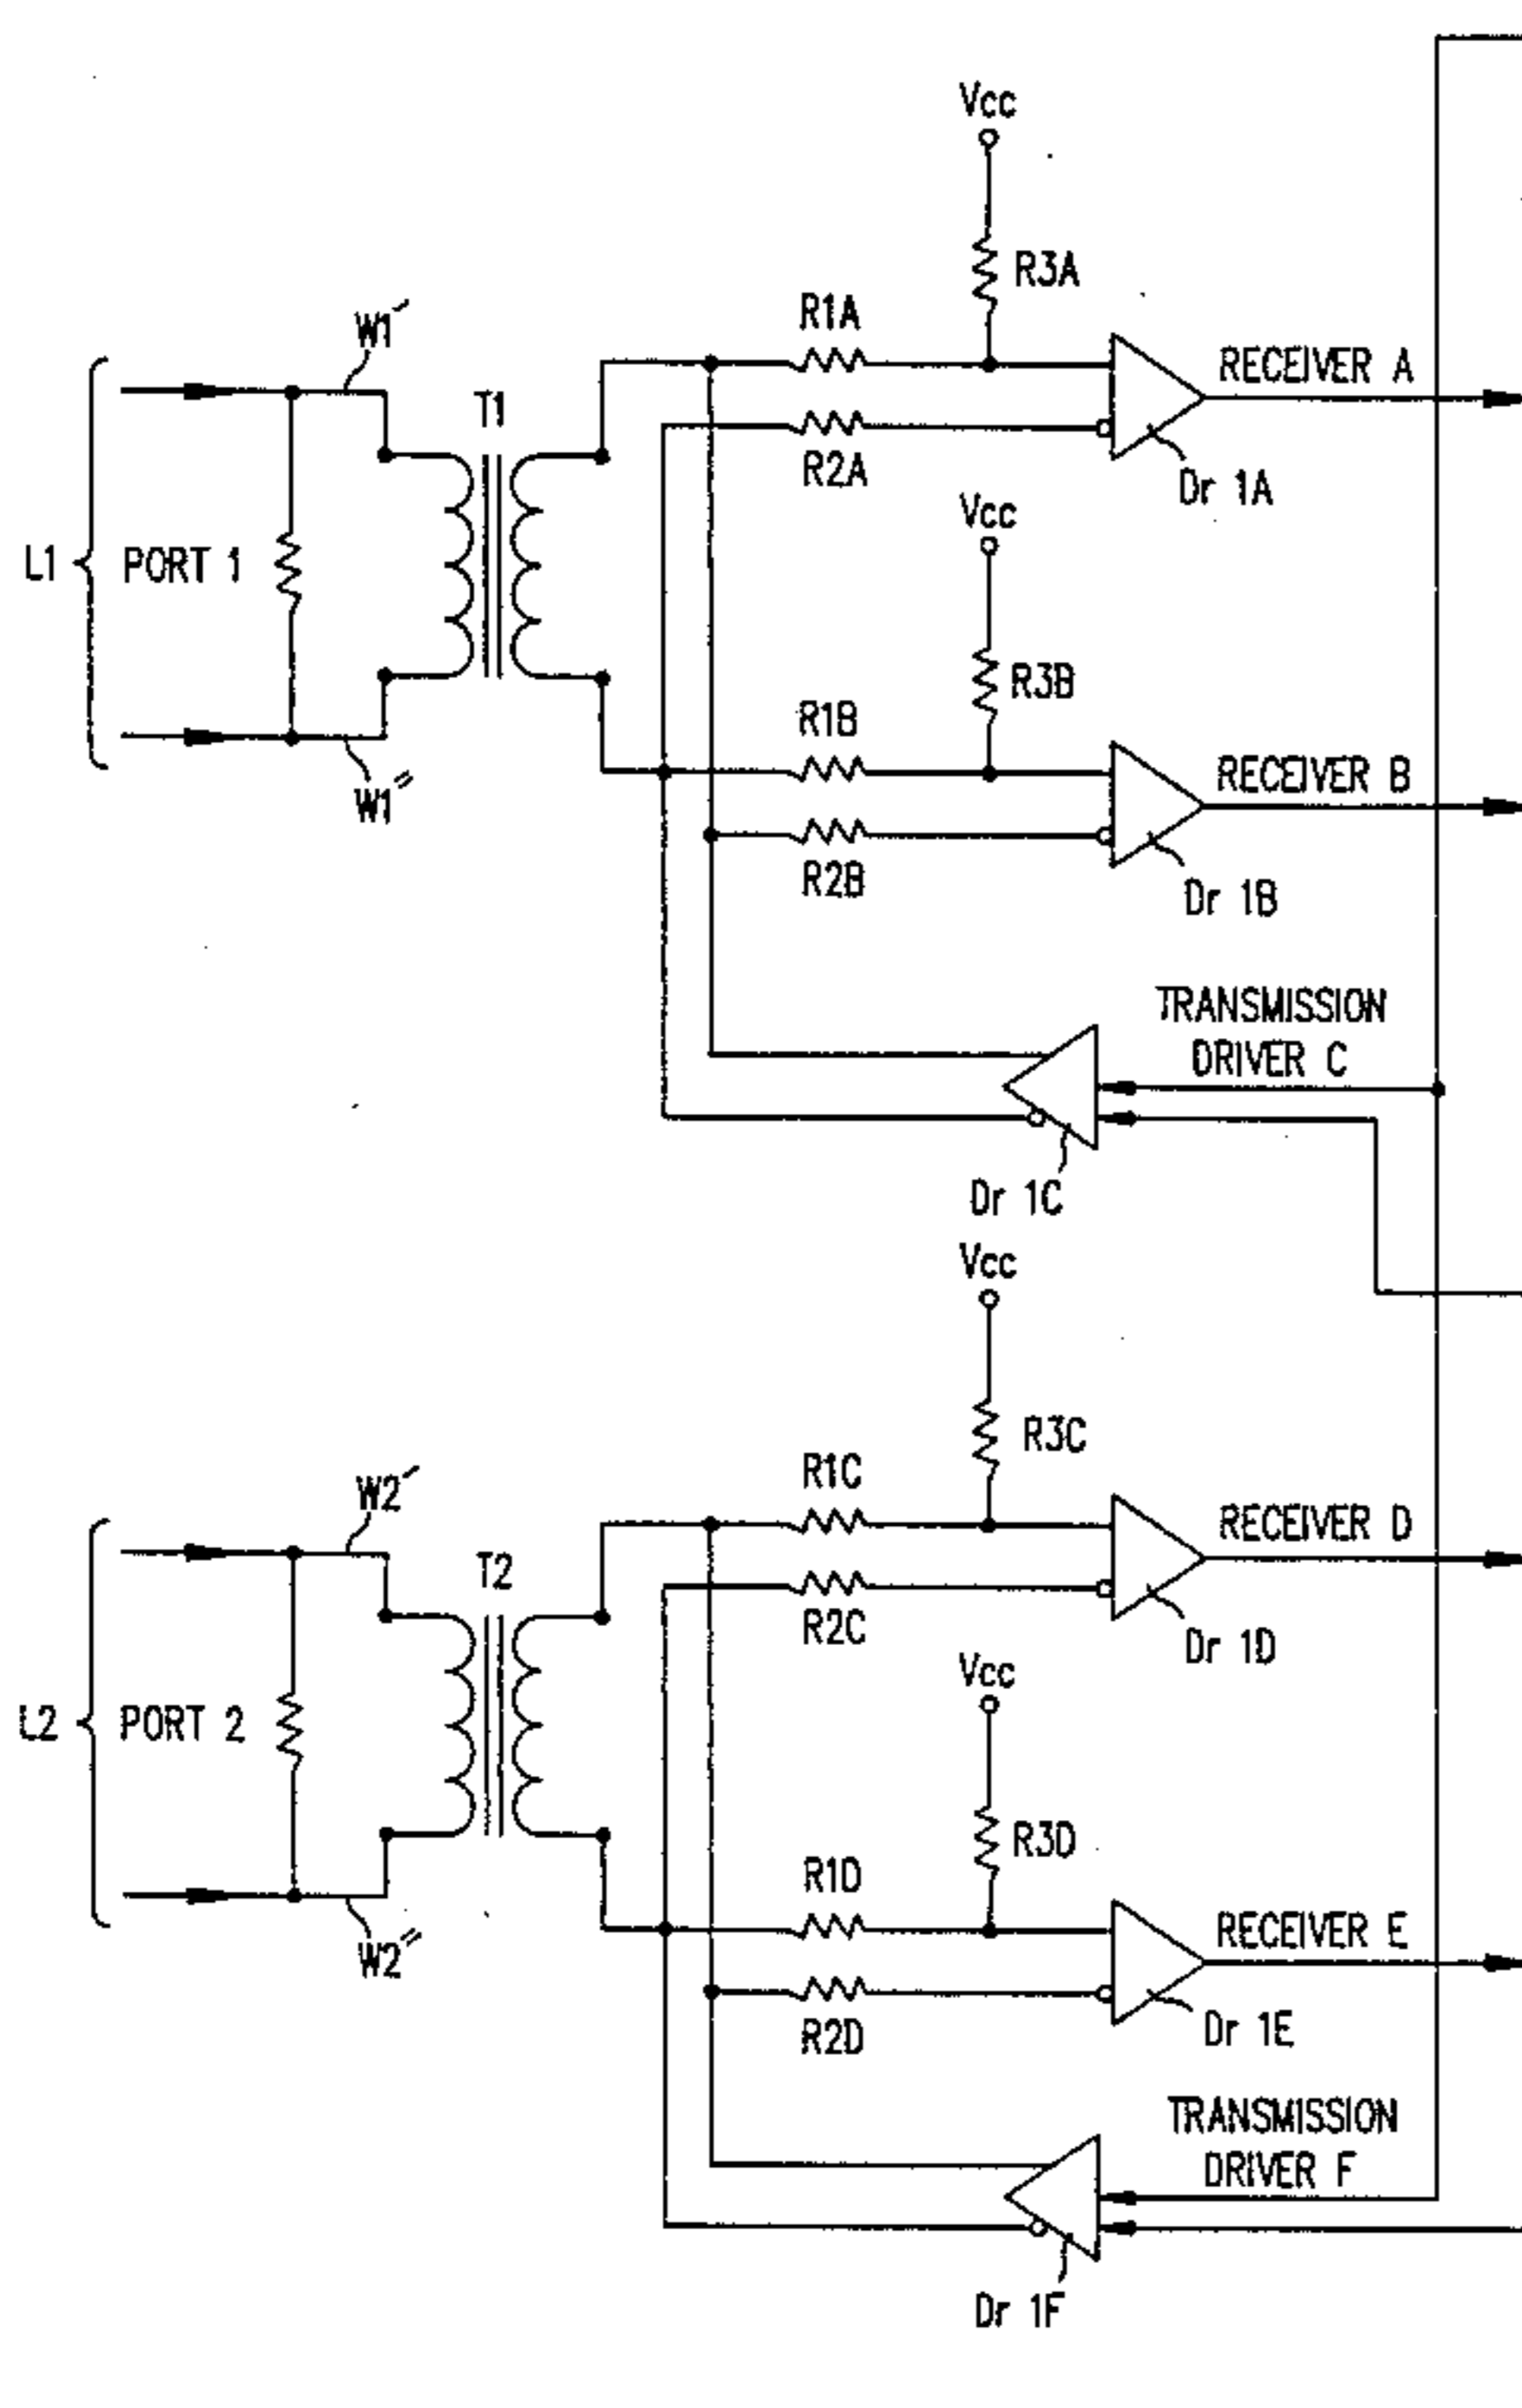 Vcc
R3A
R1A
W1′
RECEIVER A
T1
R2A
Dr 1A
Vcc
L1
PORT 1
R3B
R1B
RECEIVER B
W1″
R2B
Dr 1B
TRANSMISSION
DRIVER C
Dr 1C
Vcc
R3C
R1C
W2′
RECEIVER D
T2
R2C
Dr 1D
Vcc
L2
PORT 2
R3D
R1D
RECEIVER E
W2″
R2D
Dr 1E
TRANSMISSION
DRIVER F
Dr 1F